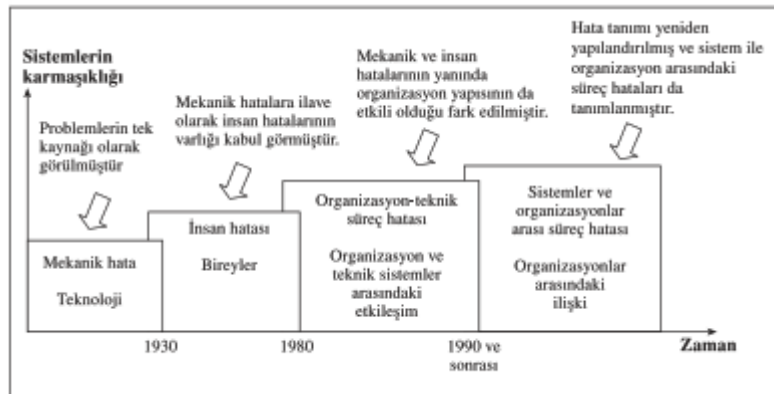 Sistemlerin
karmaşıklığı
Problemlerin tek
kaynağı olarak
görülmüştür
Mekanik hatalara ilave
olarak insan hatalarının
varlığı kabul görmüştür.
Mekanik ve insan
hatalarının yanında
organizasyon yapısının da
etkili olduğu fark edilmiştir.
Hata tanımı yeniden
yapılandırılmış ve sistem ile
organizasyon arasındaki
süreç hataları da
tanımlanmıştır.
Mekanik hata
Teknoloji
İnsan hatası
Bireyler
Organizasyon-teknik
süreç hatası
Organizasyon ve
teknik sistemler
arasındaki
etkileşim
Sistemler ve
organizasyonlar
arası süreç hatası
Organizasyonlar
arasındaki
ilişki
1930
1980
1990 ve
sonrası
Zaman